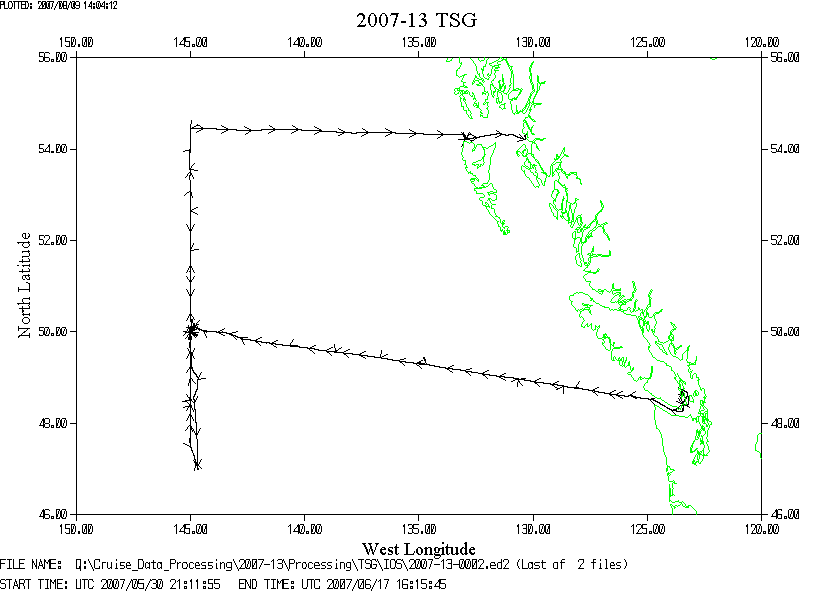 PLOTTED: 2007/08/09 14:04:12
2007-13 TSG
150.00 145.00 140.00 135.00 130.00 125.00 120.00
56.00 56.00
54.00 54.00
52.00 52.00
North Latitude
50.00 50.00
48.00 48.00
46.00 46.00
150.00 145.00 140.00 135.00 130.00 125.00 120.00
West Longitude
FILE NAME: Q:\Cruise_Data_Processing\2007-13\Processing\TSG\IOS\2007-13-0002.ed2 (Last of 2 files)
START TIME: UTC 2007/05/30 21:11:55 END TIME: UTC 2007/06/17 16:15:45